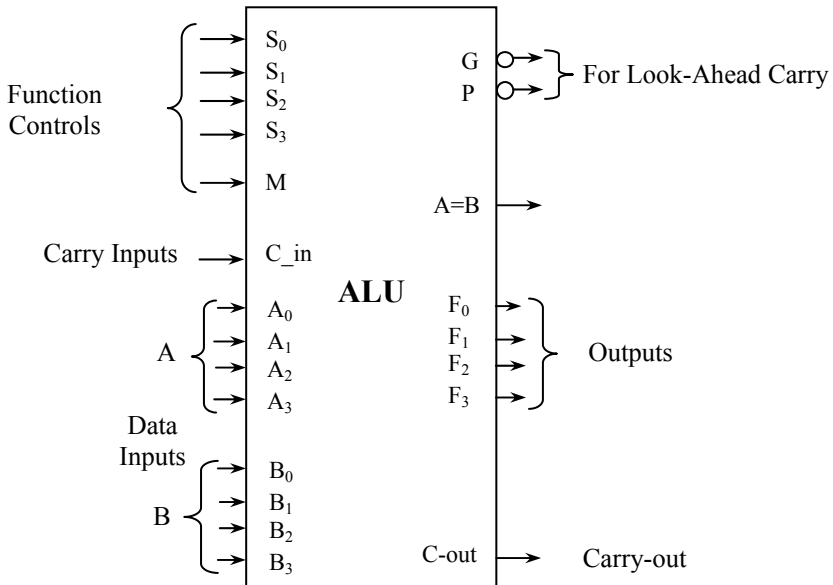 Function
Controls
S₀
S₁
S₂
S₃
M
Carry Inputs
C_in
A
A₀
A₁
A₂
A₃
Data
Inputs
B
B₀
B₁
B₂
B₃
ALU
G
P
For Look-Ahead Carry
A=B
F₀
F₁
F₂
F₃
Outputs
C-out
Carry-out